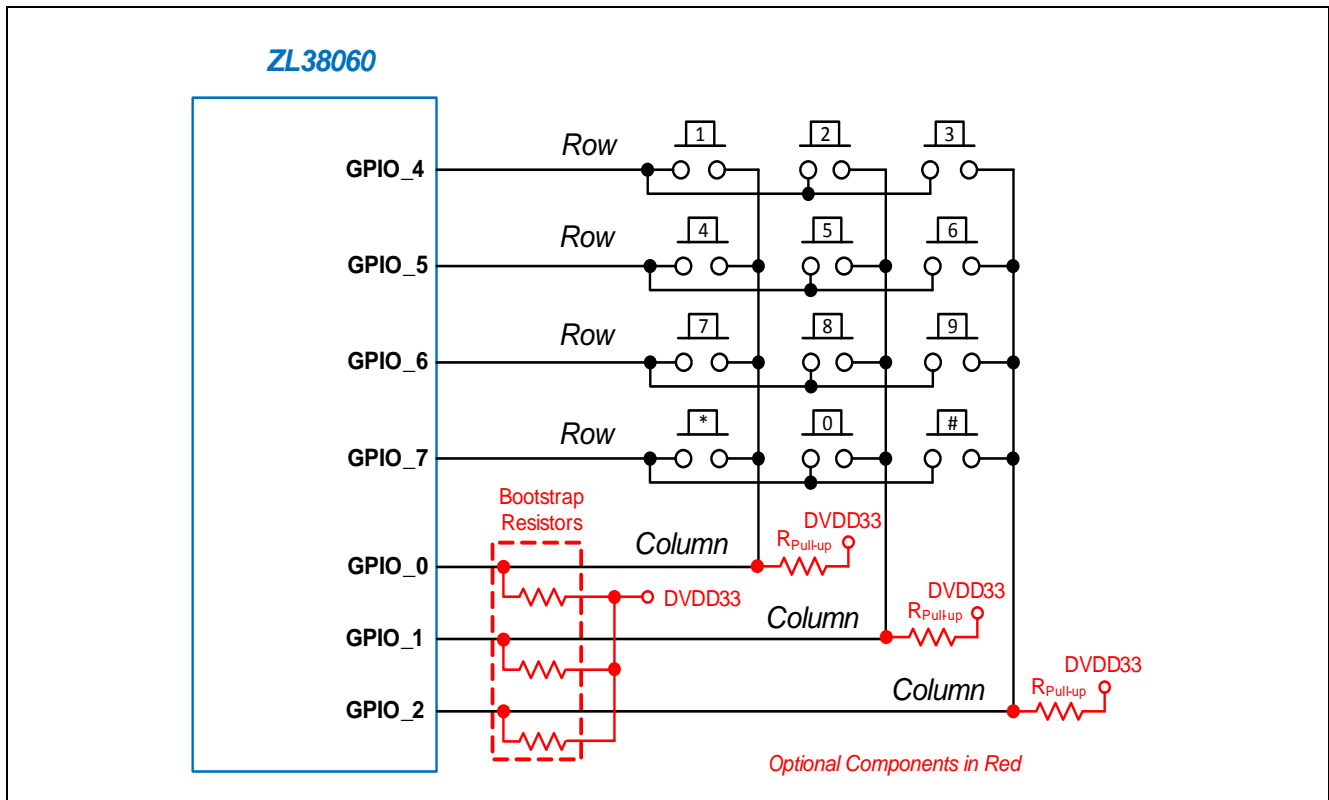 ZL38060
1 2 3
Row
GPIO_4
4 5 6
Row
GPIO_5
7 8 9
Row
GPIO_6
* 0 #
Row
GPIO_7
Bootstrap
Resistors
DVDD33
Column
RPull-up
GPIO_0
DVDD33
DVDD33
Column
RPull-up
GPIO_1
DVDD33
Column
RPull-up
GPIO_2
Optional Components in Red